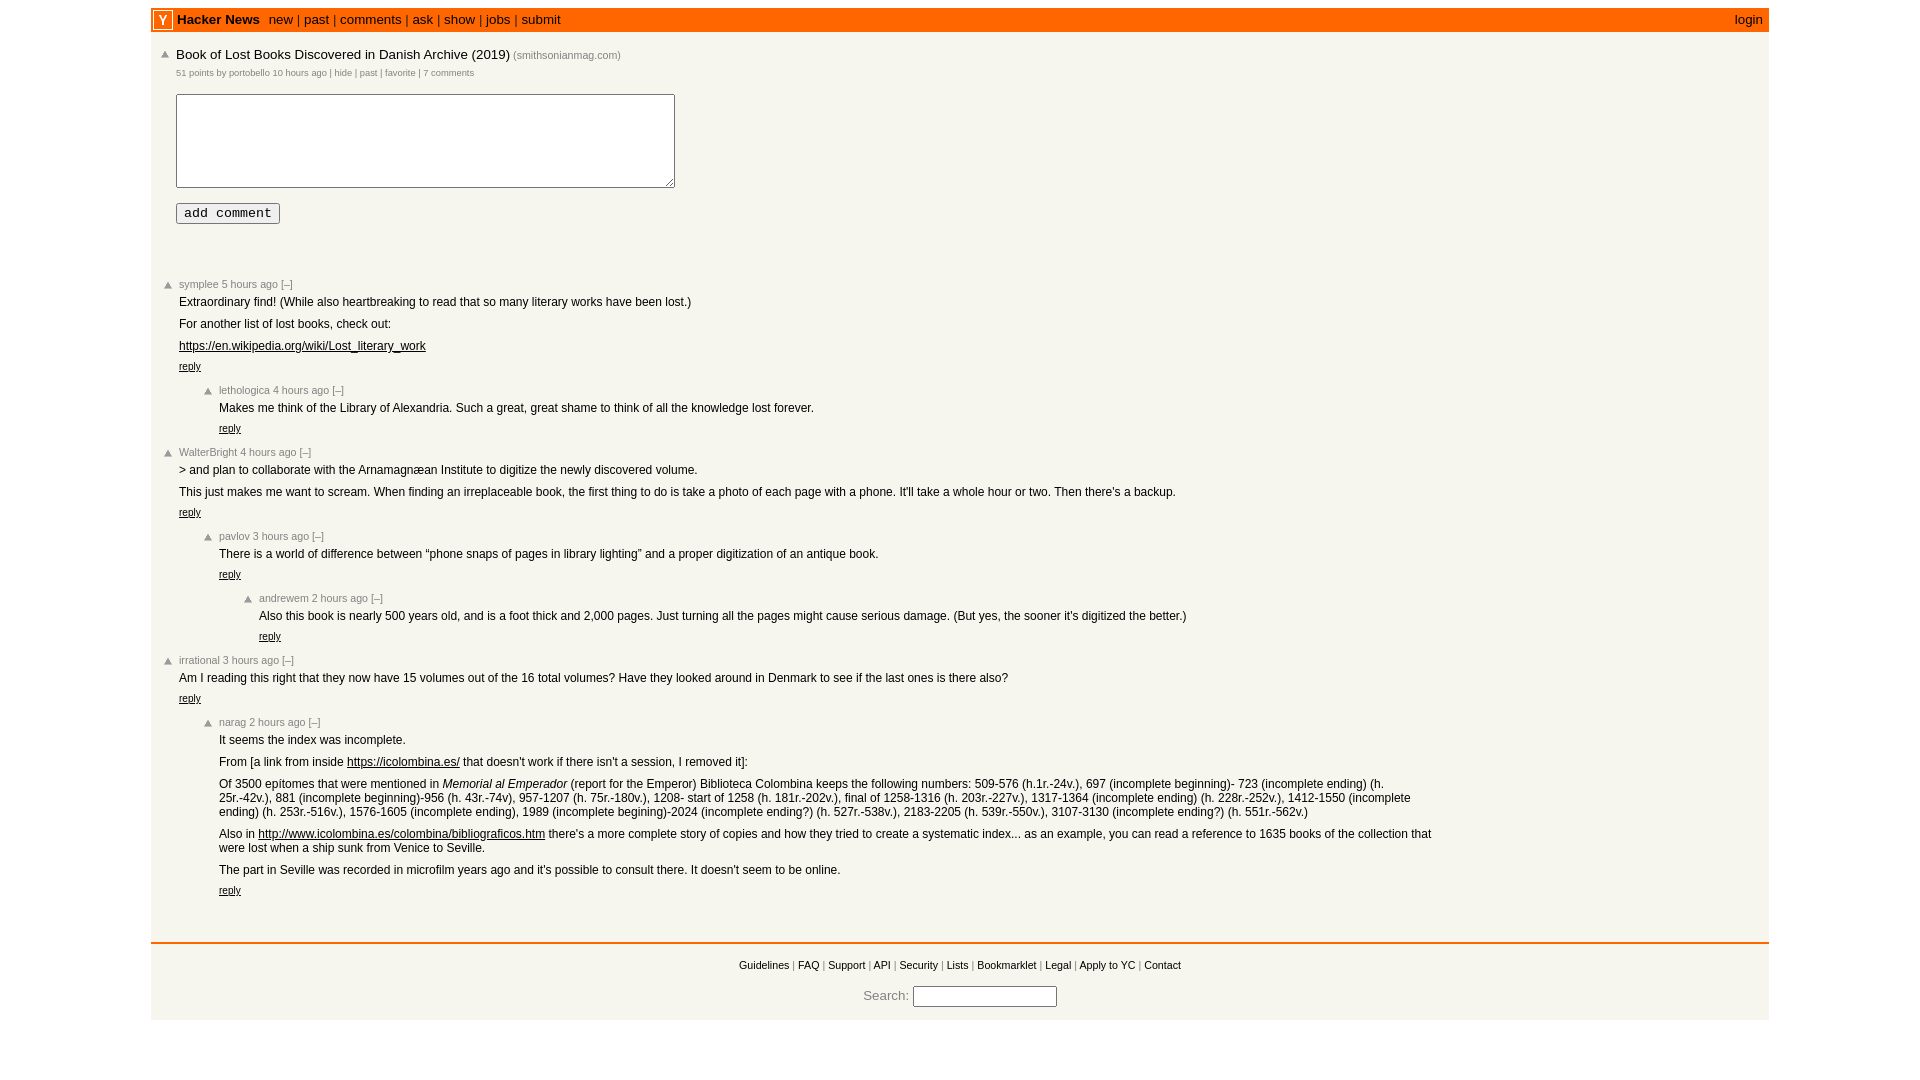 Y Hacker News new | past | comments | ask | show | jobs | submit login
Book of Lost Books Discovered in Danish Archive (2019) (smithsonianmag.com)
51 points by portobello 10 hours ago | hide | past | favorite | 7 comments
add comment
symplee 5 hours ago [–]
Extraordinary find! (While also heartbreaking to read that so many literary works have been lost.)
For another list of lost books, check out:
https://en.wikipedia.org/wiki/Lost_literary_work
reply
lethologica 4 hours ago [–]
Makes me think of the Library of Alexandria. Such a great, great shame to think of all the knowledge lost forever.
reply
WalterBright 4 hours ago [–]
> and plan to collaborate with the Arnamagnæan Institute to digitize the newly discovered volume.
This just makes me want to scream. When finding an irreplaceable book, the first thing to do is take a photo of each page with a phone. It'll take a whole hour or two. Then there's a backup.
reply
pavlov 3 hours ago [–]
There is a world of difference between “phone snaps of pages in library lighting” and a proper digitization of an antique book.
reply
andrewem 2 hours ago [–]
Also this book is nearly 500 years old, and is a foot thick and 2,000 pages. Just turning all the pages might cause serious damage. (But yes, the sooner it's digitized the better.)
reply
irrational 3 hours ago [–]
Am I reading this right that they now have 15 volumes out of the 16 total volumes? Have they looked around in Denmark to see if the last ones is there also?
reply
narag 2 hours ago [–]
It seems the index was incomplete.
From [a link from inside https://icolombina.es/ that doesn't work if there isn't a session, I removed it]:
Of 3500 epítomes that were mentioned in Memorial al Emperador (report for the Emperor) Biblioteca Colombina keeps the following numbers: 509-576 (h.1r.-24v.), 697 (incomplete beginning)- 723 (incomplete ending) (h.
25r.-42v.), 881 (incomplete beginning)-956 (h. 43r.-74v), 957-1207 (h. 75r.-180v.), 1208- start of 1258 (h. 181r.-202v.), final of 1258-1316 (h. 203r.-227v.), 1317-1364 (incomplete ending) (h. 228r.-252v.), 1412-1550 (incomplete
ending) (h. 253r.-516v.), 1576-1605 (incomplete ending), 1989 (incomplete begining)-2024 (incomplete ending?) (h. 527r.-538v.), 2183-2205 (h. 539r.-550v.), 3107-3130 (incomplete ending?) (h. 551r.-562v.)
Also in http://www.icolombina.es/colombina/bibliograficos.htm there's a more complete story of copies and how they tried to create a systematic index... as an example, you can read a reference to 1635 books of the collection that
were lost when a ship sunk from Venice to Seville.
The part in Seville was recorded in microfilm years ago and it's possible to consult there. It doesn't seem to be online.
reply
Guidelines | FAQ | Support | API | Security | Lists | Bookmarklet | Legal | Apply to YC | Contact
Search: